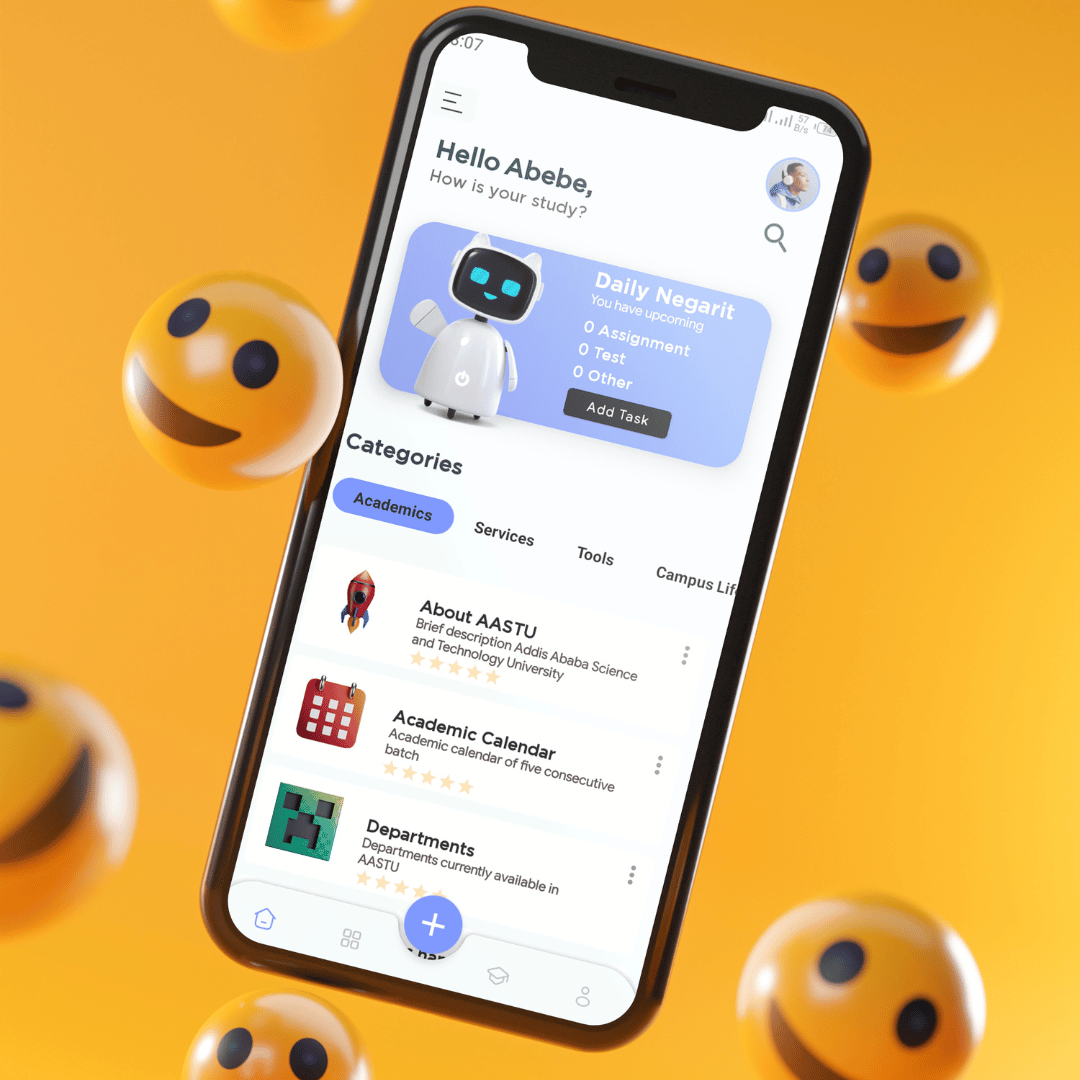 8:07
57
B/s
Hello Abebe,
How is your study?
Daily Negarit
You have upcoming
0 Assignment
0 Test
0 Other
Add Task
Categories
Academics Services Tools Campus Lif
About AASTU
Brief description Addis Ababa Science
and Technology University
Academic Calendar
Academic calendar of five consecutive
batch
Departments
Departments currently available in
AASTU
+